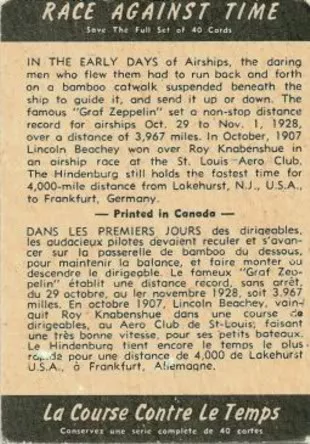 RACE AGAINST TIME
Save The Full Set of 40 Cards
IN THE EARLY DAYS of Airships, the daring
men who flew them had to run back and forth
on a bamboo catwalk suspended beneath the
ship to guide it, and send it up or down. The
famous "Graf Zeppelin" set a non-stop distance
record for airships Oct. 29 to Nov. 1, 1928,
over a distance of 3,967 miles. In October, 1907
Lincoln Beachey won over Roy Knabenshue in
an airship race at the St. Louis Aero Club.
The Hindenburg still holds the fastest time for
4,000-mile distance from Lakehurst, N.J., U.S.A.,
to Frankfurt, Germany.
— Printed in Canada —
DANS LES PREMIERS JOURS des dirigeables,
les audacieux pilotes devaient reculer et s'avan-
cer sur la passerelle de bamboo du dessous,
pour maintenir la balance, et faire monter ou
descendre le dirigeable. Le fameux "Graf Zep-
pelin" établit une distance record, sans arrêt,
du 29 octobre, au 1er novembre 1928, soit 3,967
milles. En octobre 1907, Lincoln Beachey, vain-
quit Roy Knabenshue dans une course de
dirigeables, au Aero Club de St-Louis; faisant
une très bonne vitesse, pour ses petits bateaux.
Le Hindenburg tient encore le temps le plus
rapide pour une distance de 4,000 de Lakehurst
U.S.A., à Frankfurt, Allemagne.
La Course Contre Le Temps
Conservez une série complète de 40 cartes